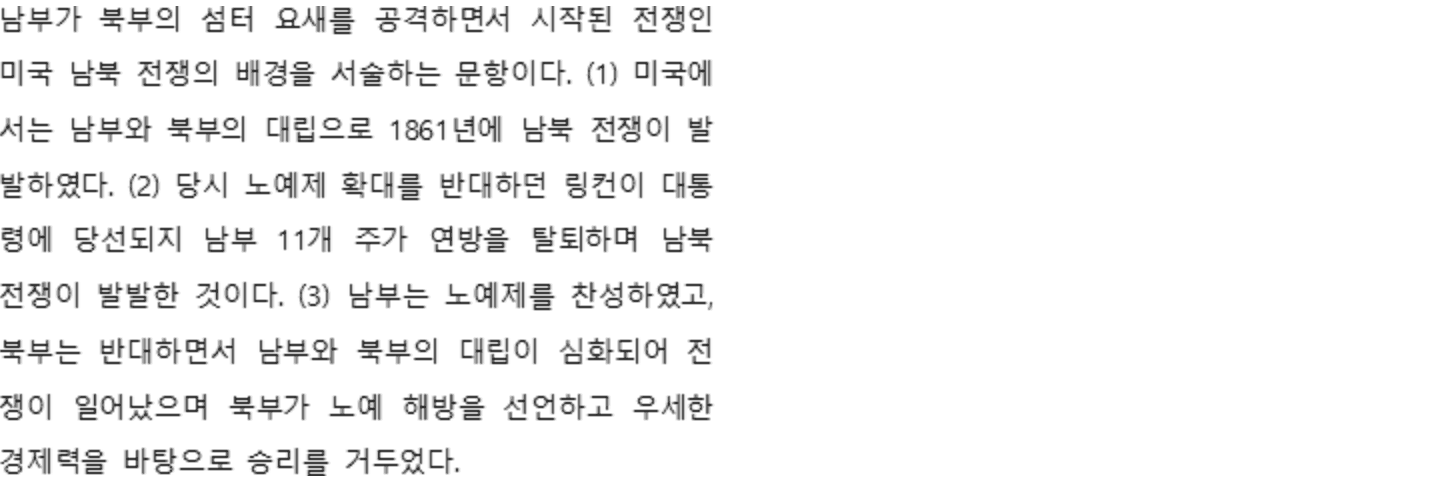 남부가 북부의 섬터 요새를 공격하면서 시작된 전쟁인
미국 남북 전쟁의 배경을 서술하는 문항이다. (1) 미국에
서는 남부와 북부의 대립으로 1861년에 남북 전쟁이 발
발하였다. (2) 당시 노예제 확대를 반대하던 링컨이 대통
령에 당선되지 남부 11개 주가 연방을 탈퇴하며 남북
전쟁이 발발한 것이다. (3) 남부는 노예제를 찬성하였고,
북부는 반대하면서 남부와 북부의 대립이 심화되어 전
쟁이 일어났으며 북부가 노예 해방을 선언하고 우세한
경제력을 바탕으로 승리를 거두었다.